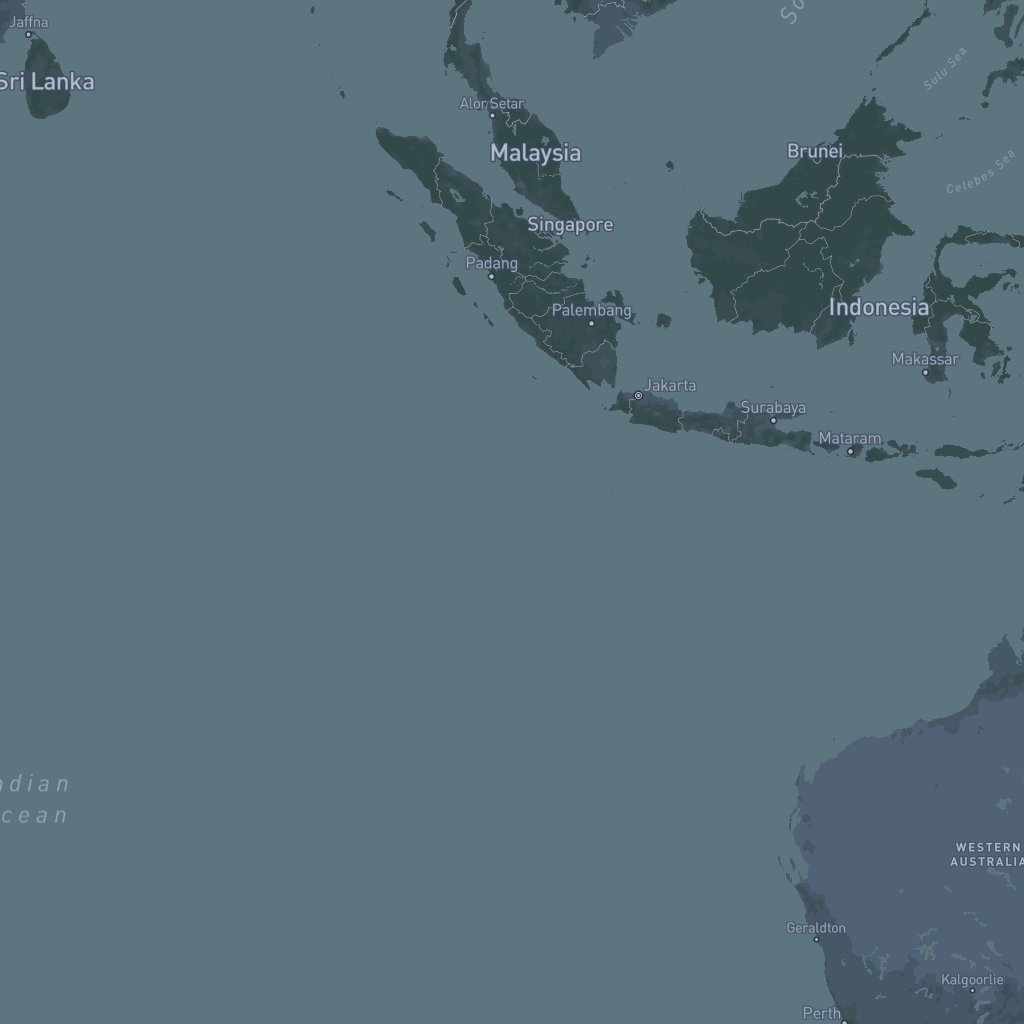 So
Jaffna
Sulu Sea
Sri Lanka
Alor Setar
Malaysia
Brunei
Celebes Sea
Singapore
Padang
Indonesia
Palembang
Makassar
Jakarta
Surabaya
Mataram
ndian
cean
WESTERN
AUSTRALIA
Geraldton
Kalgoorlie
Perth